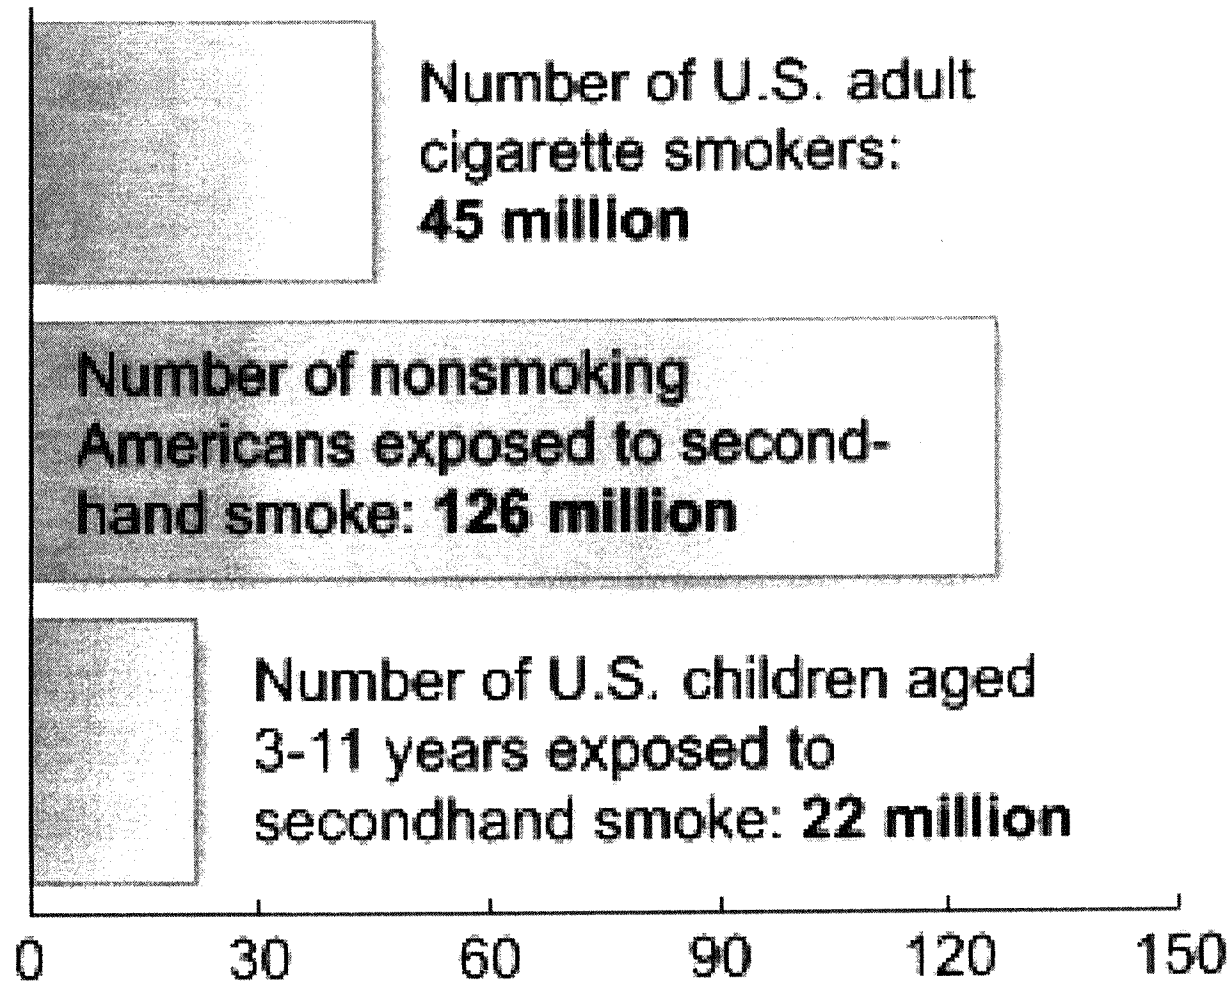 Number of U.S. adult
cigarette smokers:
45 million
Number of nonsmoking
Americans exposed to second-
hand smoke: 126 million
Number of U.S. children aged
3-11 years exposed to
secondhand smoke: 22 million
0 30 60 90 120 150